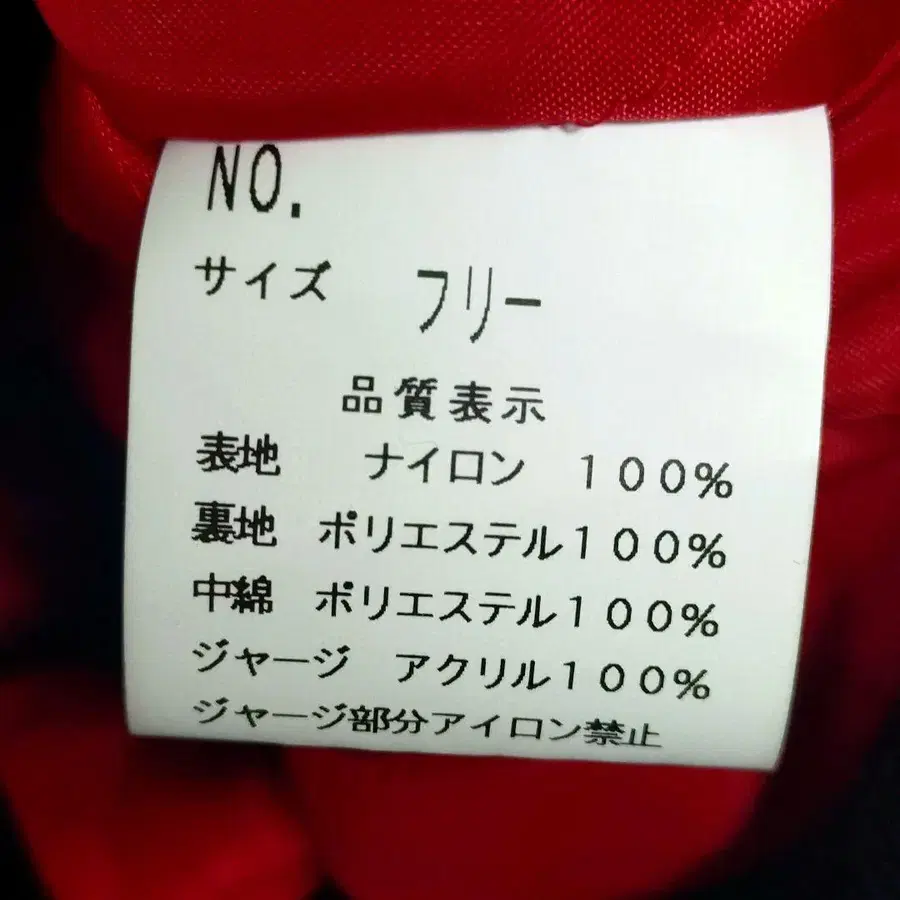 NO.
サイズ フリー
品質表示
表地 ナイロン 100%
裏地 ポリエステル100%
中綿 ポリエステル100%
ジャージ アクリル100%
ジャージ部分アイロン禁止